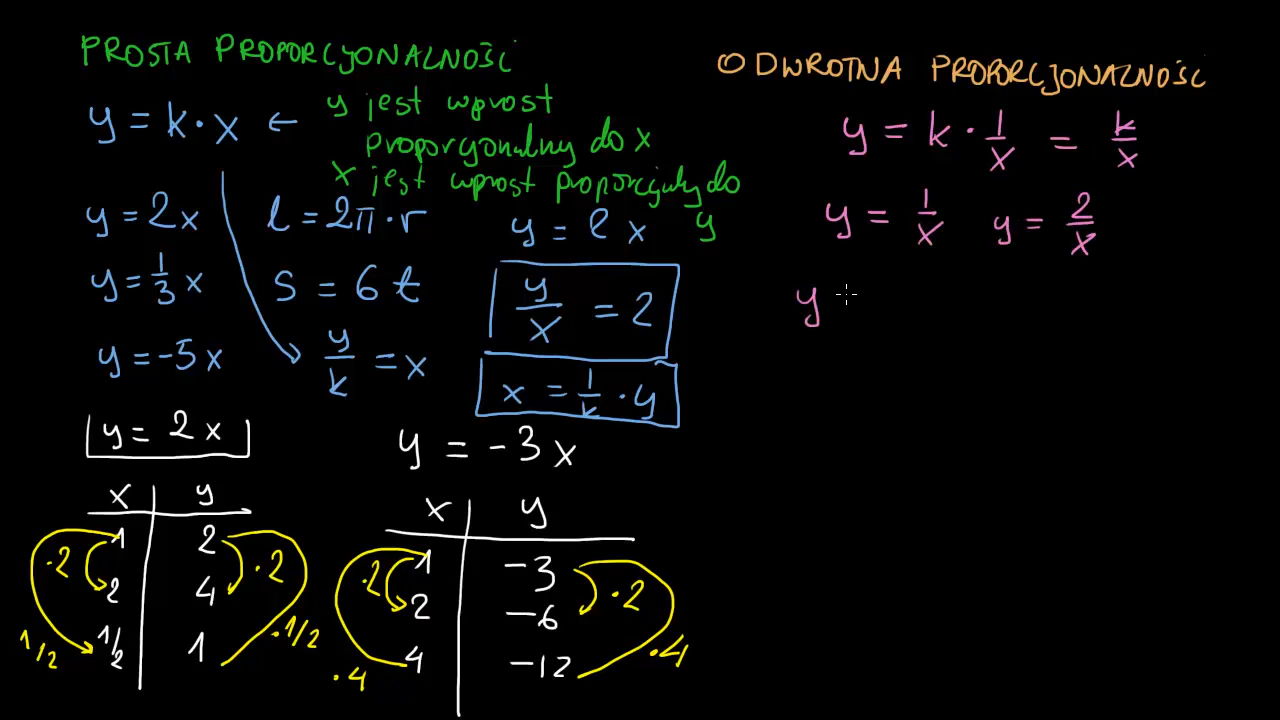 PROSTA PROPORCJONALNOŚĆ
y = k · x ← y jest wprost
proporcjonalny do x
x jest wprost proporcjonalny do
y
y = 2x
l = 2π · r
y = l x
y = 1/3 x
s = 6t
y/x = 2
y = -5x
y/k = x
x = 1/k · y
y = 2x
x y
1 2
2 4
1/2 1
·2
·2
1/2
·1/2
y = -3x
x y
1 -3
2 -6
4 -12
·2
·2
·4
·4
ODWROTNA PROPORCJONALNOŚĆ
y = k · 1/x = k/x
y = 1/x y = 2/x
y